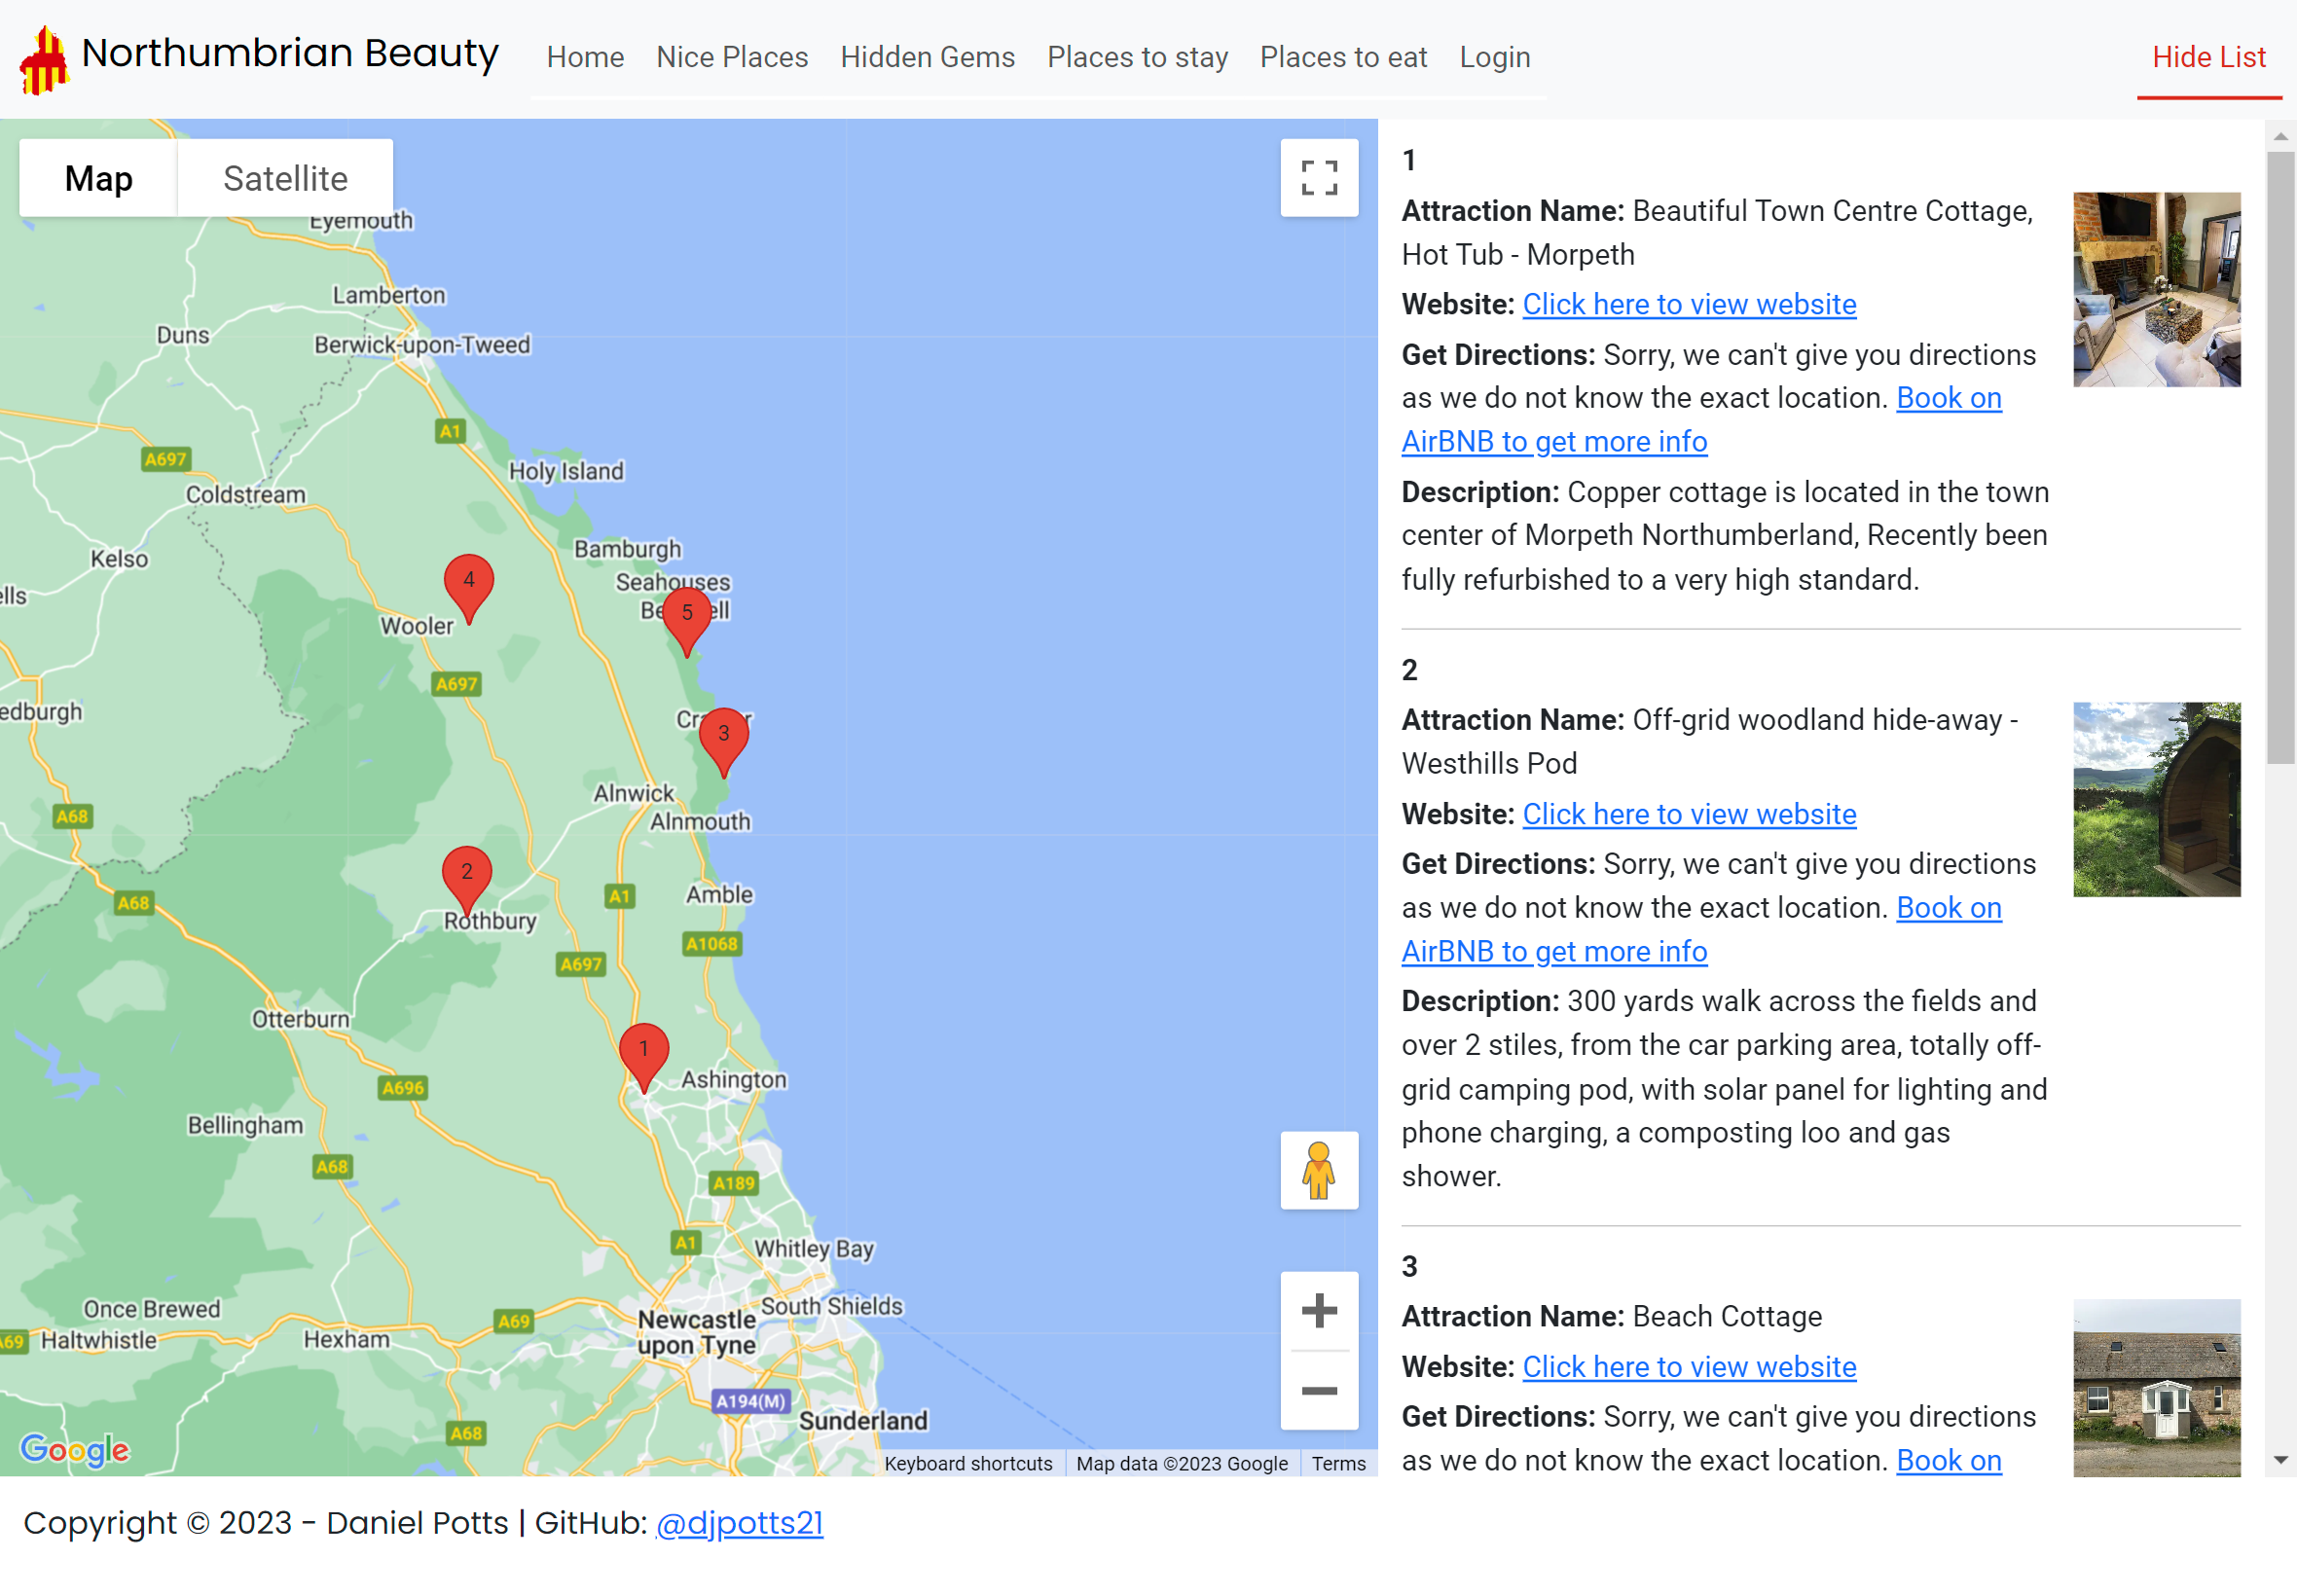 Northumbrian Beauty
Home
Nice Places
Hidden Gems
Places to stay
Places to eat
Login
Hide List
Map
Satellite
Eyemouth
Lamberton
Duns
Berwick-upon-Tweed
A1
A697
Holy Island
Coldstream
Bamburgh
Kelso
Seahouses
4
5
ells
Wooler
A697
edburgh
3
Alnwick
A68
Alnmouth
2
A68
A1
Amble
Rothbury
A1068
A697
Otterburn
1
Ashington
A696
Bellingham
A68
A189
A1
Whitley Bay
Once Brewed
South Shields
A69
Newcastle
upon Tyne
A69
Haltwhistle
Hexham
A194(M)
Sunderland
A68
Google
Keyboard shortcuts
Map data ©2023 Google
Terms
1
Attraction Name: Beautiful Town Centre Cottage,
Hot Tub - Morpeth
Website: Click here to view website
Get Directions: Sorry, we can't give you directions
as we do not know the exact location. Book on
AirBNB to get more info
Description: Copper cottage is located in the town
center of Morpeth Northumberland, Recently been
fully refurbished to a very high standard.
2
Attraction Name: Off-grid woodland hide-away -
Westhills Pod
Website: Click here to view website
Get Directions: Sorry, we can't give you directions
as we do not know the exact location. Book on
AirBNB to get more info
Description: 300 yards walk across the fields and
over 2 stiles, from the car parking area, totally off-
grid camping pod, with solar panel for lighting and
phone charging, a composting loo and gas
shower.
3
Attraction Name: Beach Cottage
Website: Click here to view website
Get Directions: Sorry, we can't give you directions
as we do not know the exact location. Book on
Copyright © 2023 - Daniel Potts | GitHub: @djpotts21